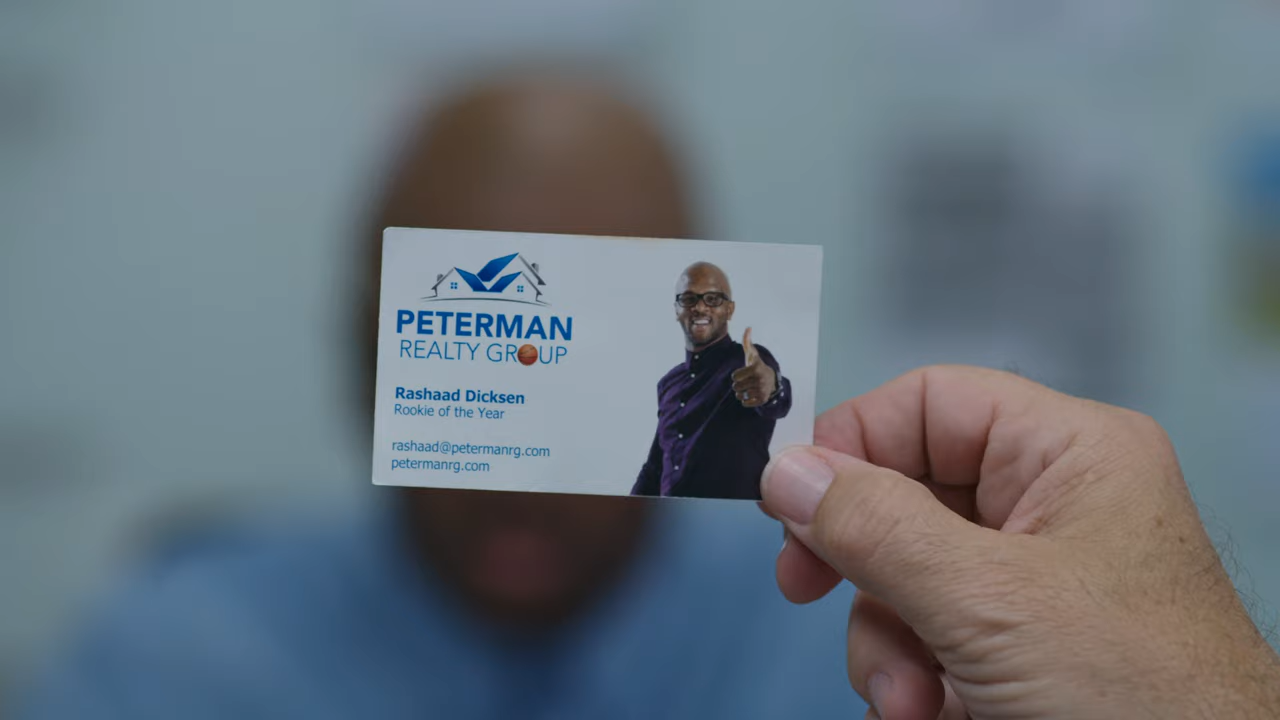 PETERMAN
REALTY GROUP
Rashaad Dicksen
Rookie of the Year
rashaad@petermanrg.com
petermanrg.com